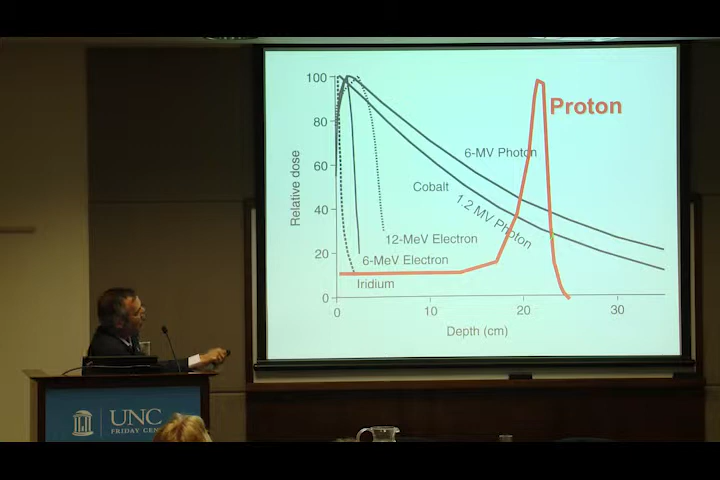 100
80
60
40
20
0
Relative dose
Proton
6-MV Photon
Cobalt
1.2 MV Photon
12-MeV Electron
6-MeV Electron
Iridium
0
10
20
30
Depth (cm)
UNC
FRIDAY CENTER